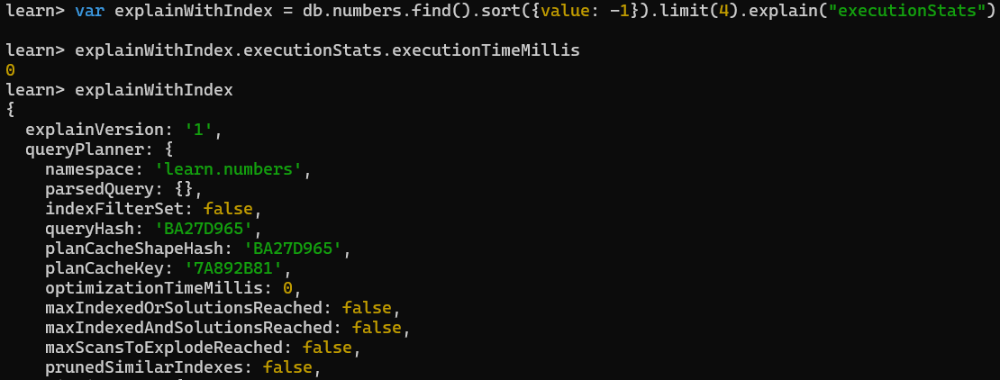 learn> var explainWithIndex = db.numbers.find().sort({value: -1}).limit(4).explain("executionStats")
learn> explainWithIndex.executionStats.executionTimeMillis
0
learn> explainWithIndex
{
  explainVersion: '1',
  queryPlanner: {
    namespace: 'learn.numbers',
    parsedQuery: {},
    indexFilterSet: false,
    queryHash: 'BA27D965',
    planCacheShapeHash: 'BA27D965',
    planCacheKey: '7A892B81',
    optimizationTimeMillis: 0,
    maxIndexedOrSolutionsReached: false,
    maxIndexedAndSolutionsReached: false,
    maxScansToExplodeReached: false,
    prunedSimilarIndexes: false,